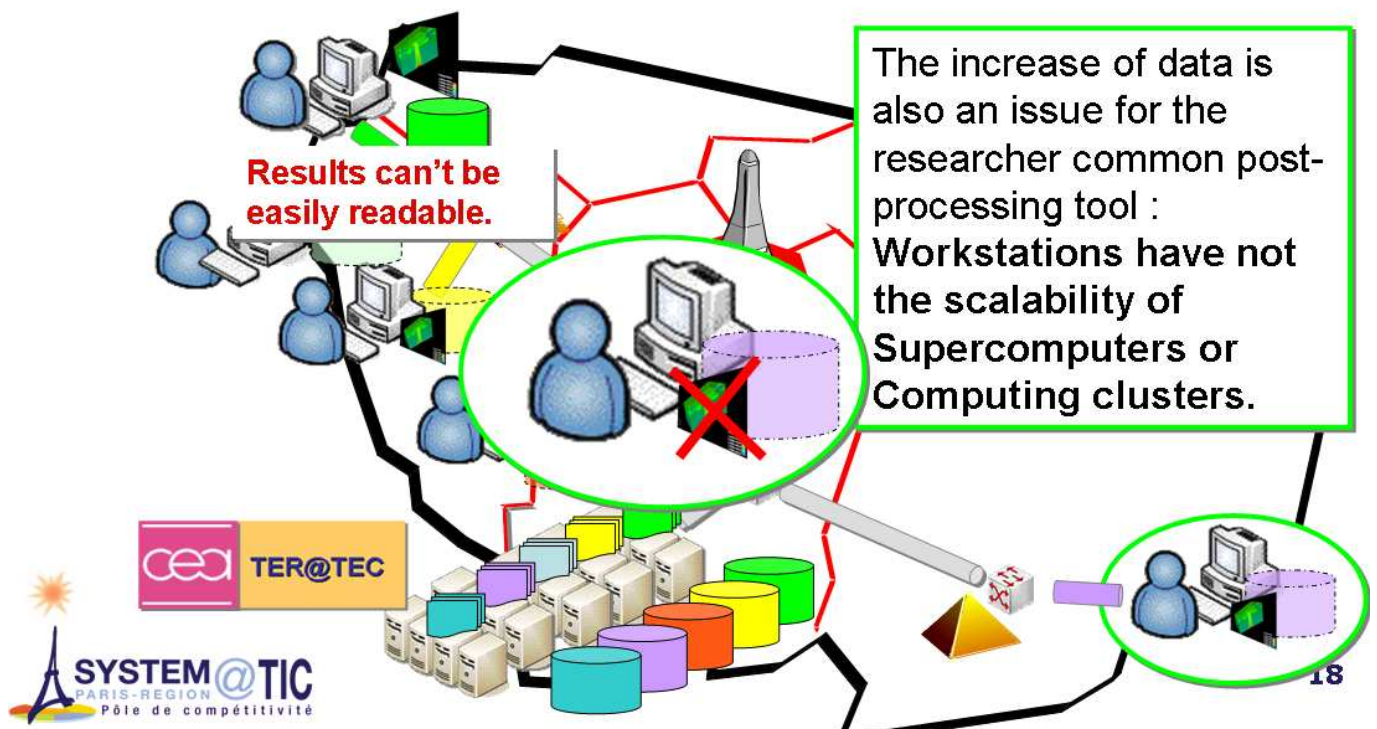 The increase of data is
also an issue for the
researcher common post-
processing tool :
Workstations have not
the scalability of
Supercomputers or
Computing clusters.
Results can't be
easily readable.
cea
TER@TEC
SYSTEM@TIC
PARIS-REGION
Pôle de compétitivité
18